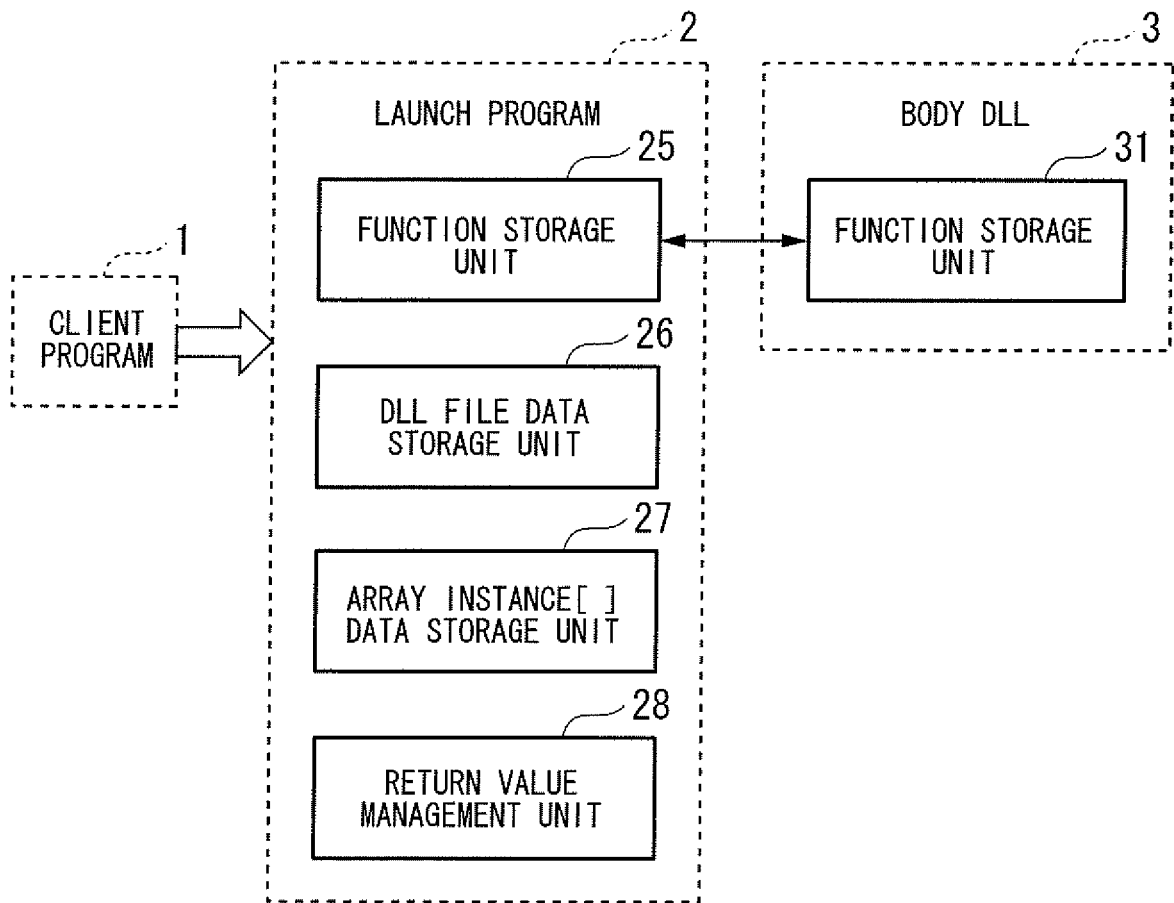 2
3
LAUNCH PROGRAM
BODY DLL
25
31
FUNCTION STORAGE
UNIT
FUNCTION STORAGE
UNIT
1
CLIENT
PROGRAM
26
DLL FILE DATA
STORAGE UNIT
27
ARRAY INSTANCE[ ]
DATA STORAGE UNIT
28
RETURN VALUE
MANAGEMENT UNIT